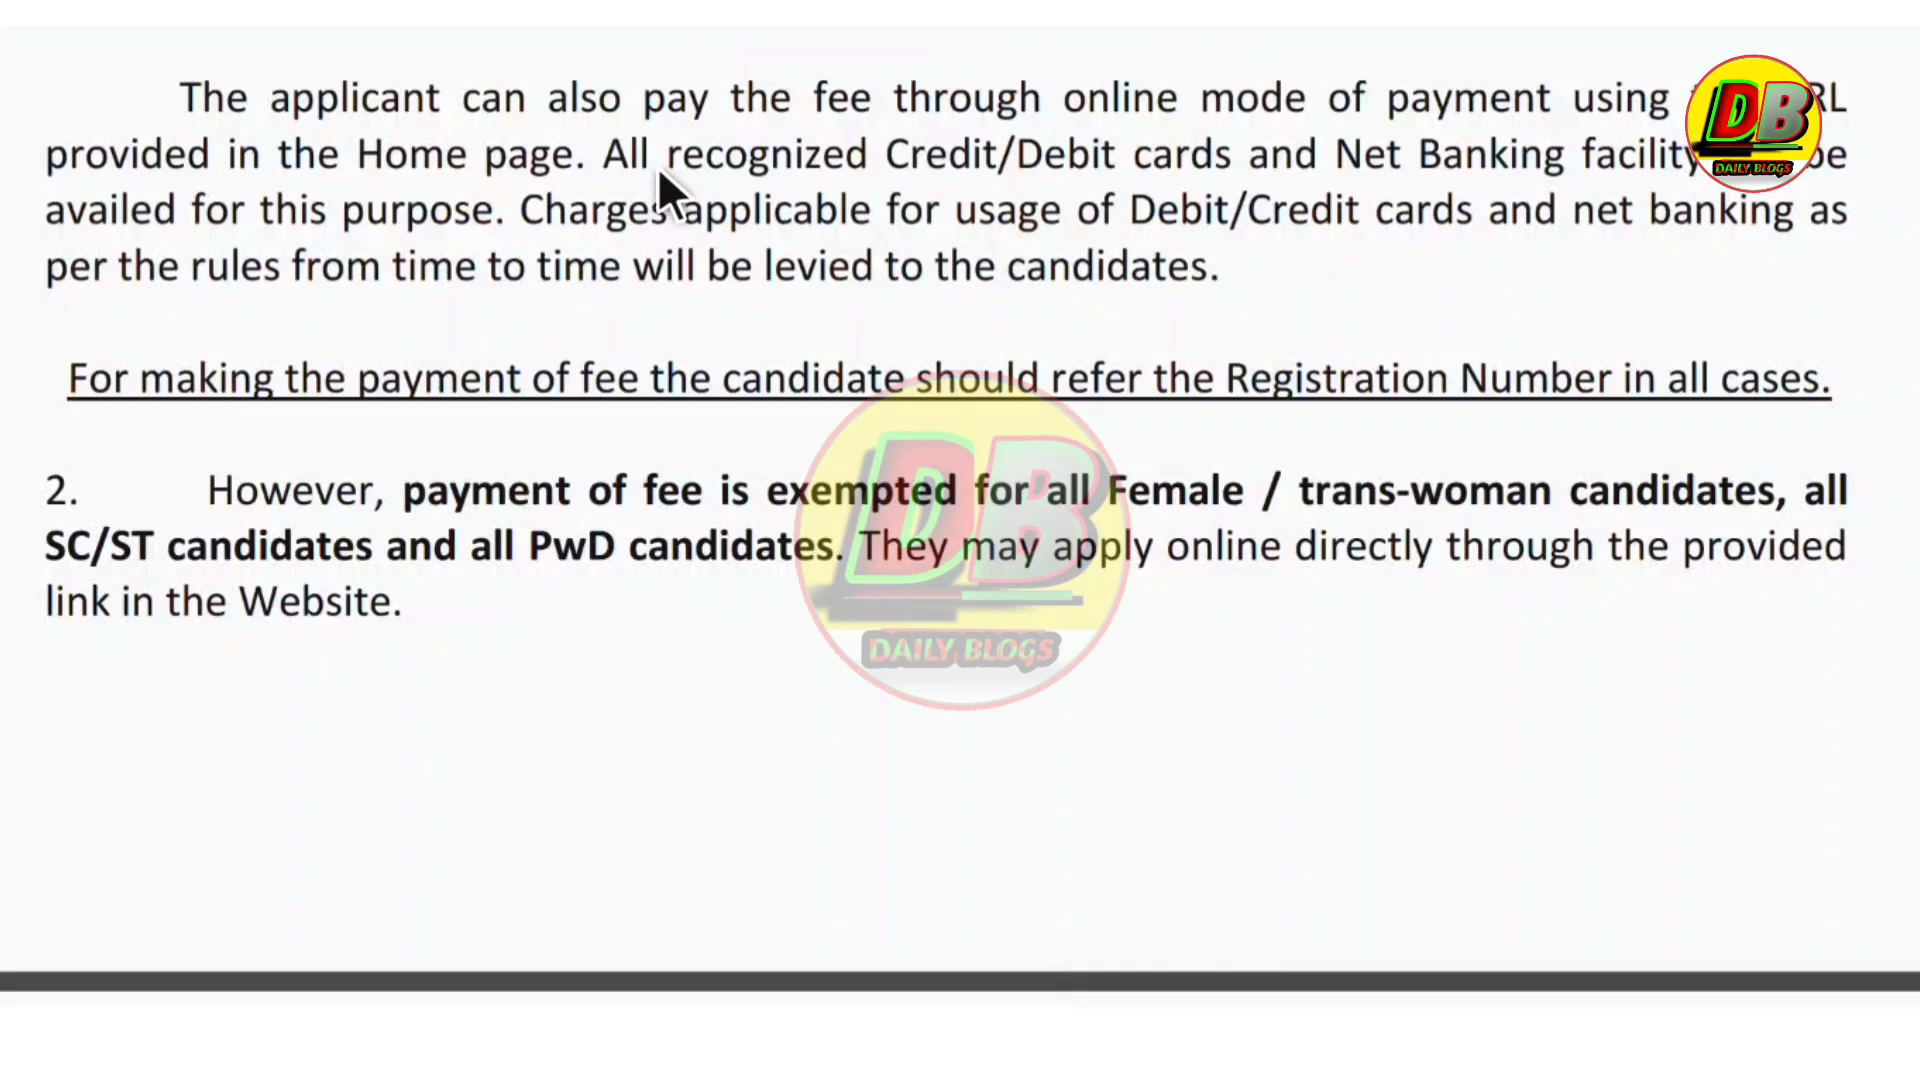 The applicant can also pay the fee through online mode of payment using RL
provided in the Home page. All recognized Credit/Debit cards and Net Banking facility be
availed for this purpose. Charges applicable for usage of Debit/Credit cards and net banking as
per the rules from time to time will be levied to the candidates.
For making the payment of fee the candidate should refer the Registration Number in all cases.
2. However, payment of fee is exempted for all Female / trans-woman candidates, all
SC/ST candidates and all PwD candidates. They may apply online directly through the provided
link in the Website.
DB
DAILY BLOGS
DB
DAILY BLOGS